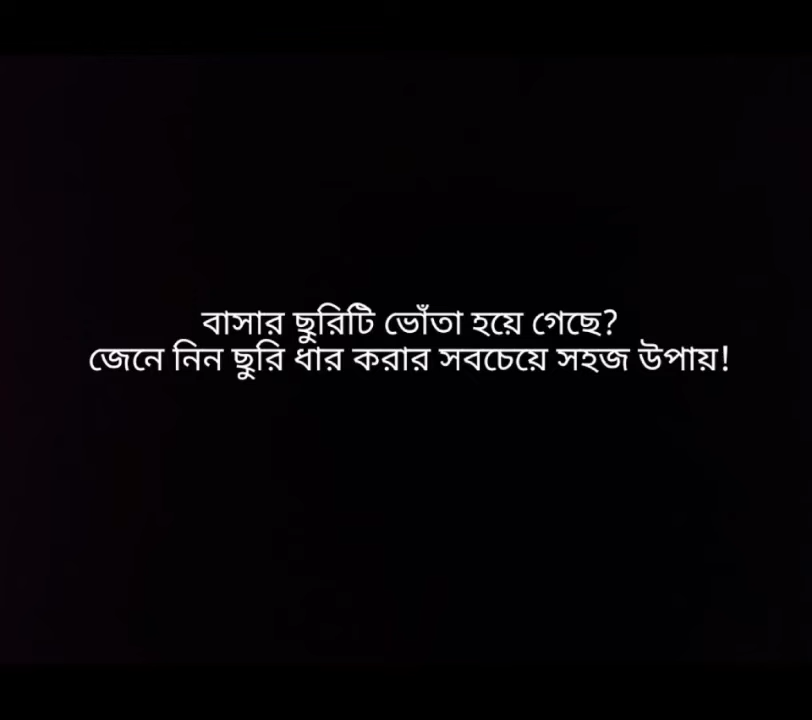 বাসার ছুরিটি ভোঁতা হয়ে গেছে?
জেনে নিন ছুরি ধার করার সবচেয়ে সহজ উপায়!